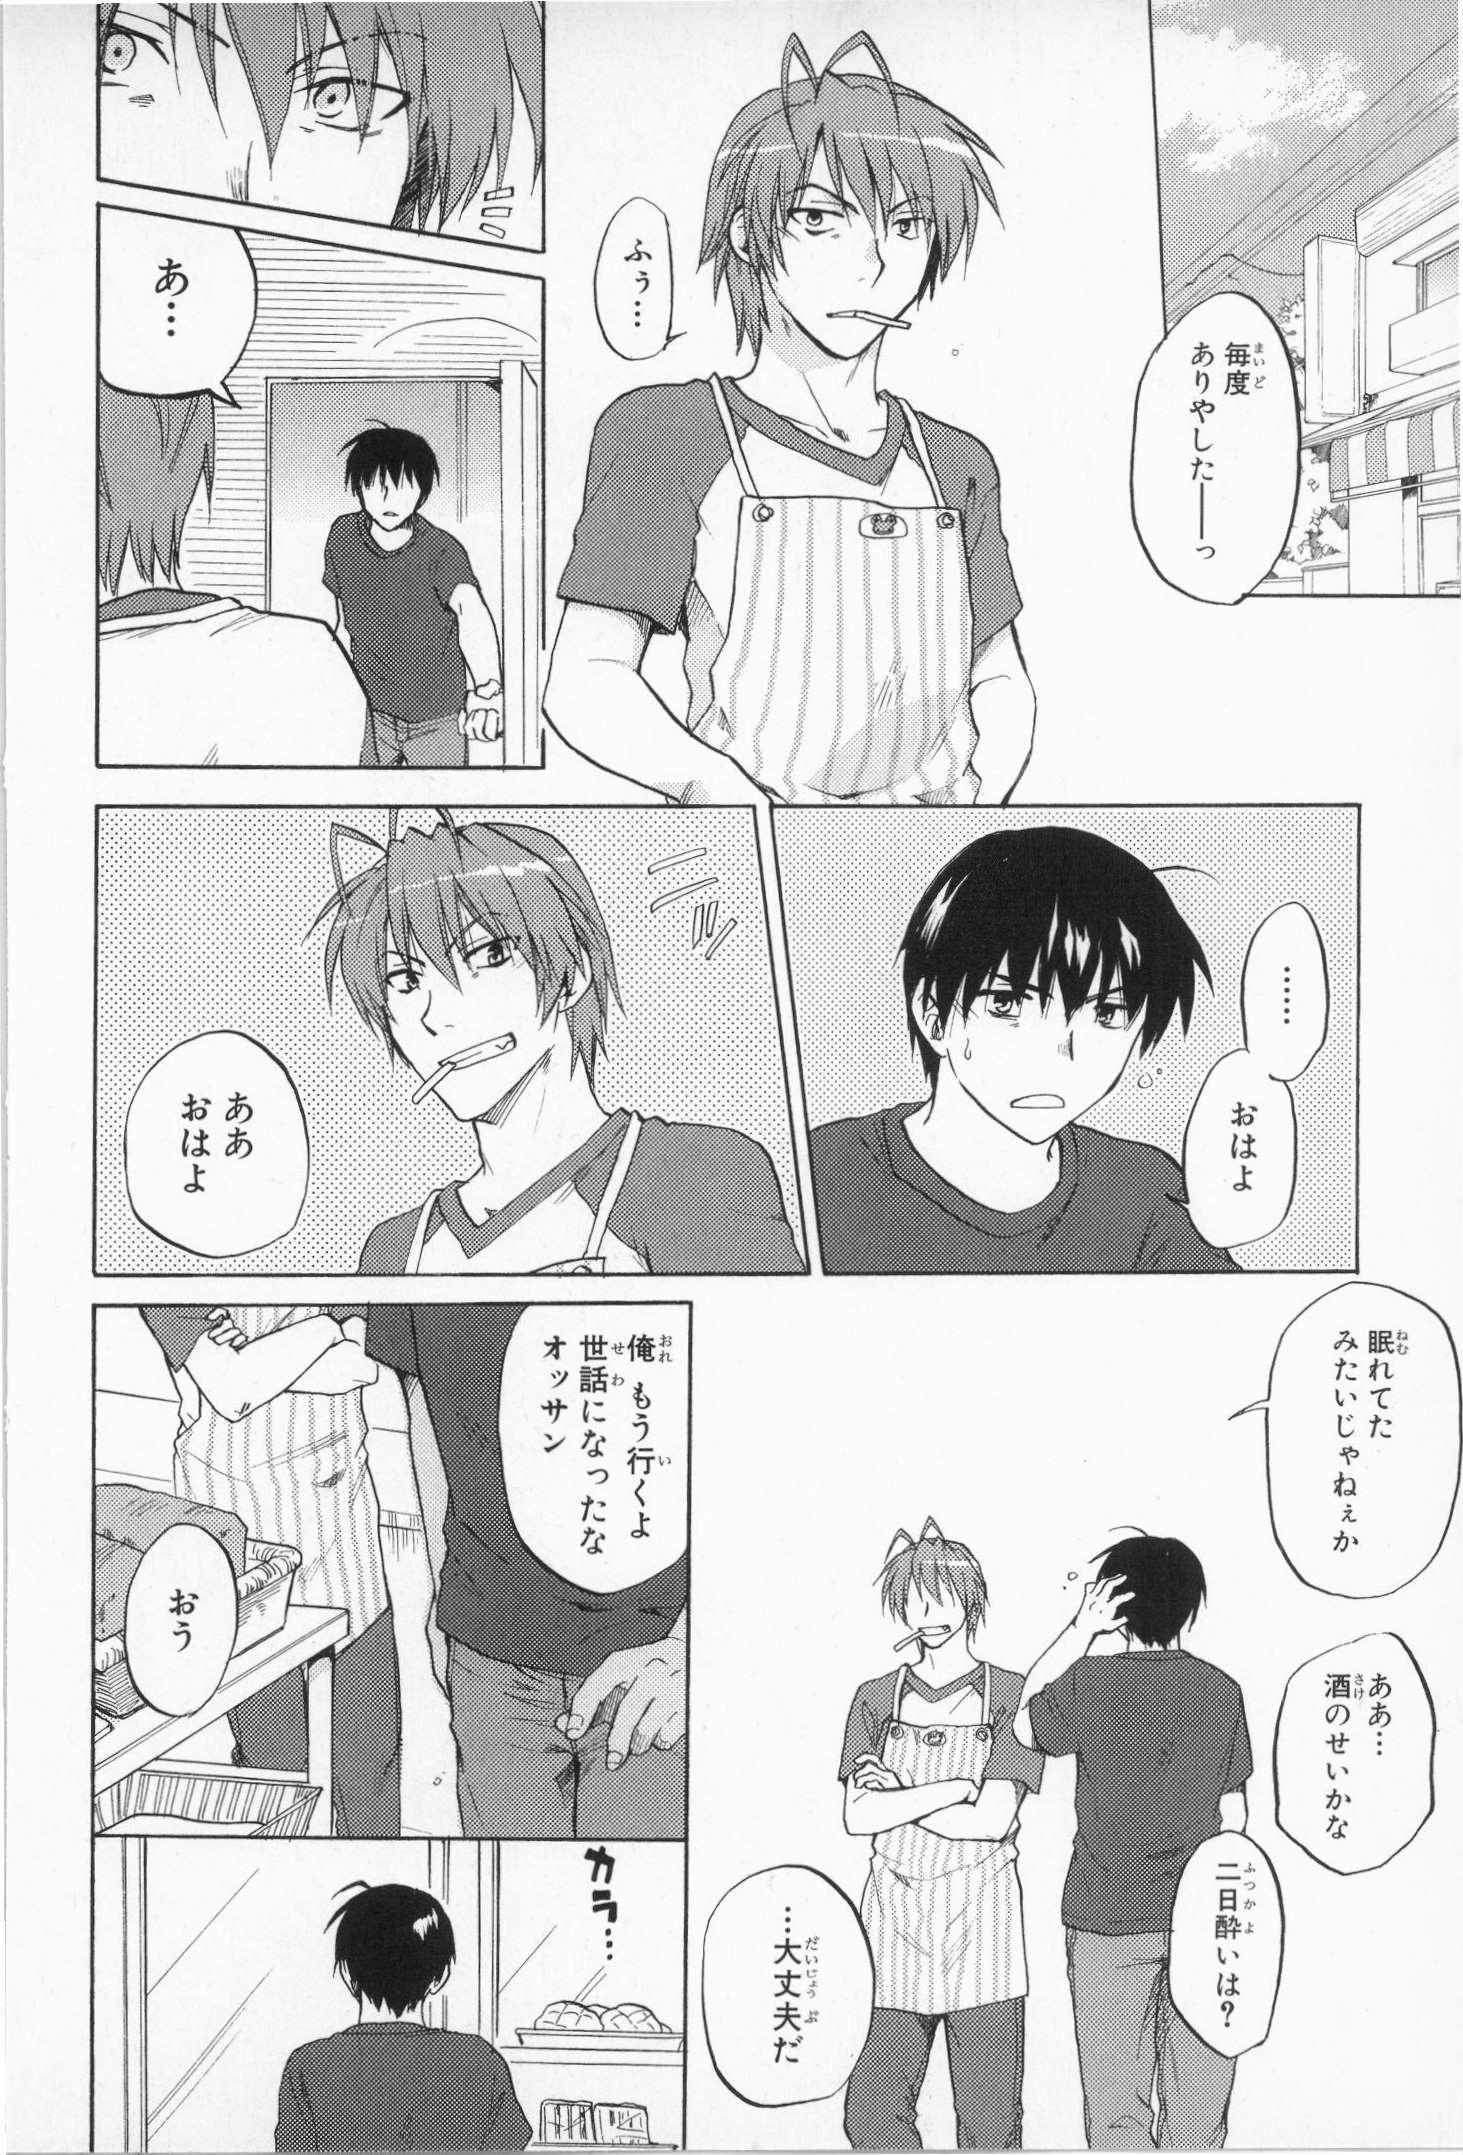 毎度
ありやしたーーっ
ふぅ…
あ…
……
おはよ
ああ
おはよ
眠れてた
みたいじゃねぇか
ああ…
酒のせいかな
二日酔いは?
…大丈夫だ
俺 もう行くよ
世話になったな
オッサン
おう
カラ…